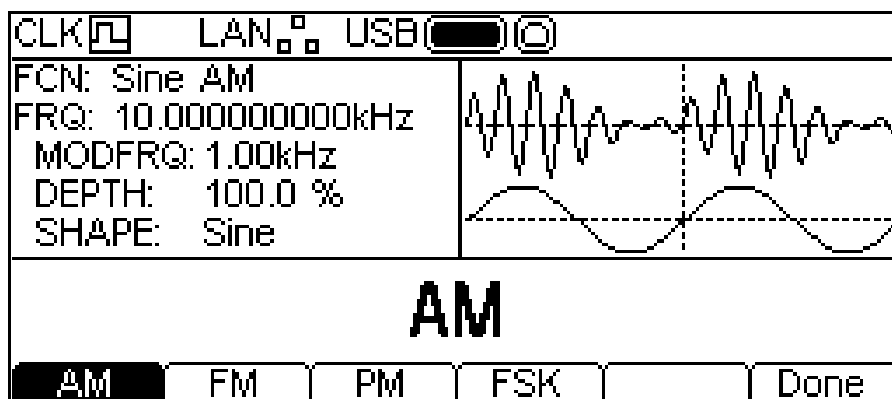 CLK LAN USB
FCN: Sine AM
FRQ: 10.000000000kHz
MODFRQ: 1.00kHz
DEPTH: 100.0 %
SHAPE: Sine
AM
AM FM PM FSK Done